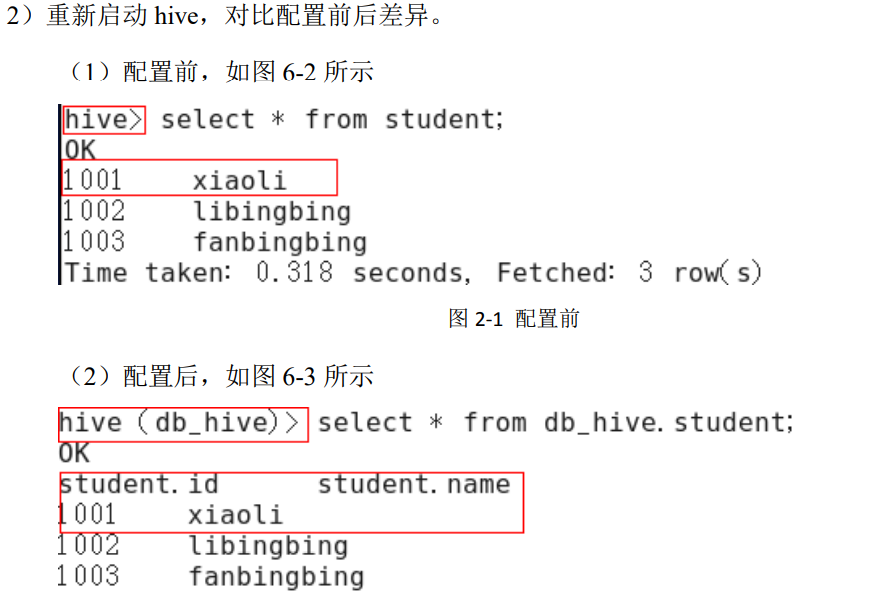 2）重新启动 hive，对比配置前后差异。
（1）配置前，如图 6-2 所示
hive> select * from student;
OK
1001 xiaoli
1002 libingbing
1003 fanbingbing
Time taken: 0.318 seconds, Fetched: 3 row(s)
图 2-1 配置前
（2）配置后，如图 6-3 所示
hive (db_hive)> select * from db_hive.student;
OK
student.id student.name
1001 xiaoli
1002 libingbing
1003 fanbingbing